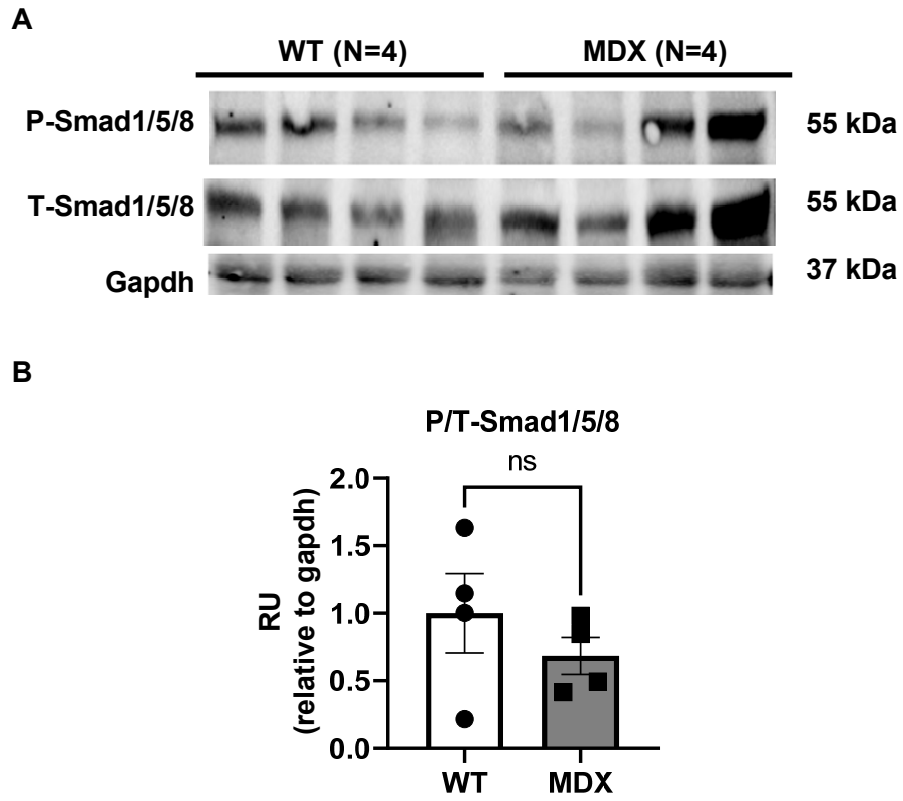 A
WT (N=4)
MDX (N=4)
P-Smad1/5/8
55 kDa
T-Smad1/5/8
55 kDa
Gapdh
37 kDa
B
P/T-Smad1/5/8
ns
RU
(relative to gapdh)
2.0
1.5
1.0
0.5
0.0
WT
MDX